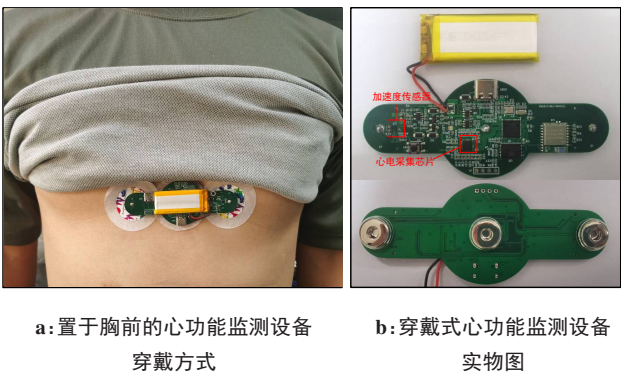 加速度传感器
心电采集芯片
a:置于胸前的心功能监测设备
穿戴方式
b:穿戴式心功能监测设备
实物图